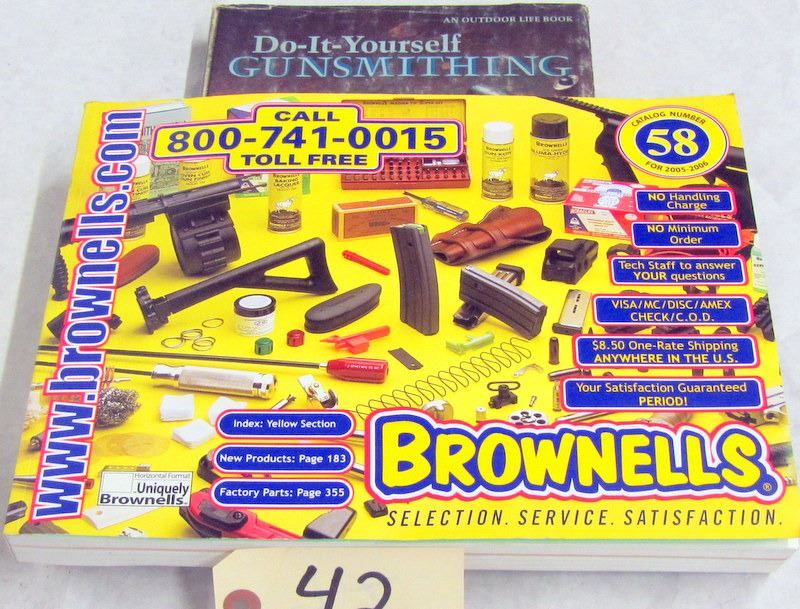 AN OUTDOOR LIFE BOOK
Do-It-Yourself
GUNSMITHING
CALL
800-741-0015
TOLL FREE
CATALOG NUMBER
58
FOR 2005-2006
www.brownells.com
BROWNELLS
NO Handling
Charge
NO Minimum
Order
Tech Staff to answer
YOUR questions
VISA/MC/DISC/AMEX
CHECK/C.O.D.
$8.50 One-Rate Shipping
ANYWHERE IN THE U.S.
Your Satisfaction Guaranteed
PERIOD!
Index: Yellow Section
New Products: Page 183
Factory Parts: Page 355
Horizontal Format
Uniquely
Brownells
BROWNELLS®
SELECTION. SERVICE. SATISFACTION.
42